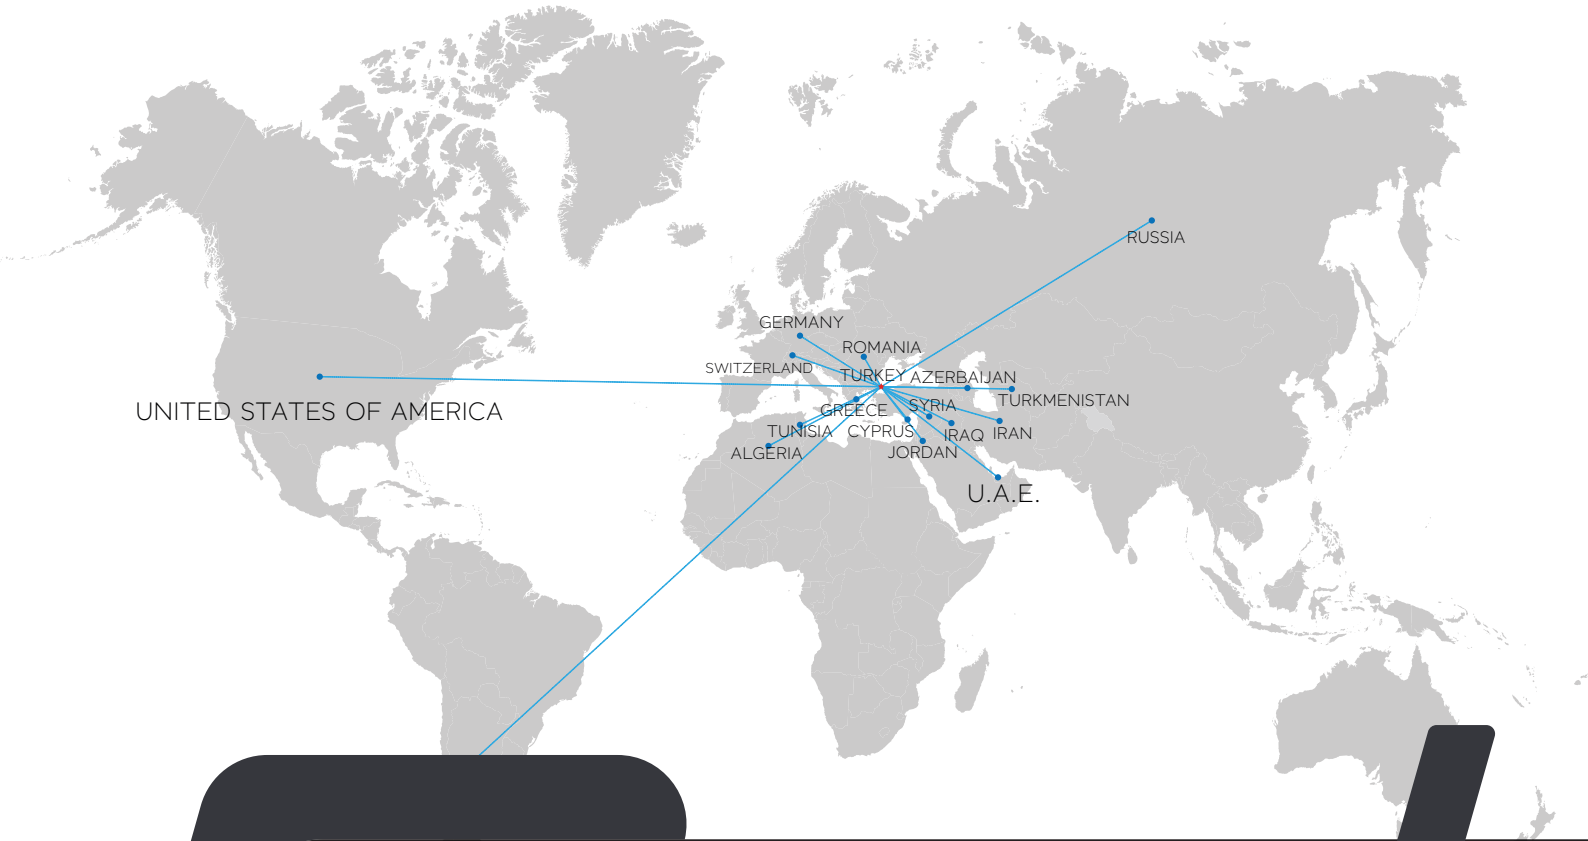 RUSSIA
GERMANY
ROMANIA
SWITZERLAND
TURKEY
AZERBAIJAN
TURKMENISTAN
UNITED STATES OF AMERICA
GREECE
SYRIA
TUNISIA
CYPRUS
IRAQ
IRAN
ALGERIA
JORDAN
U.A.E.